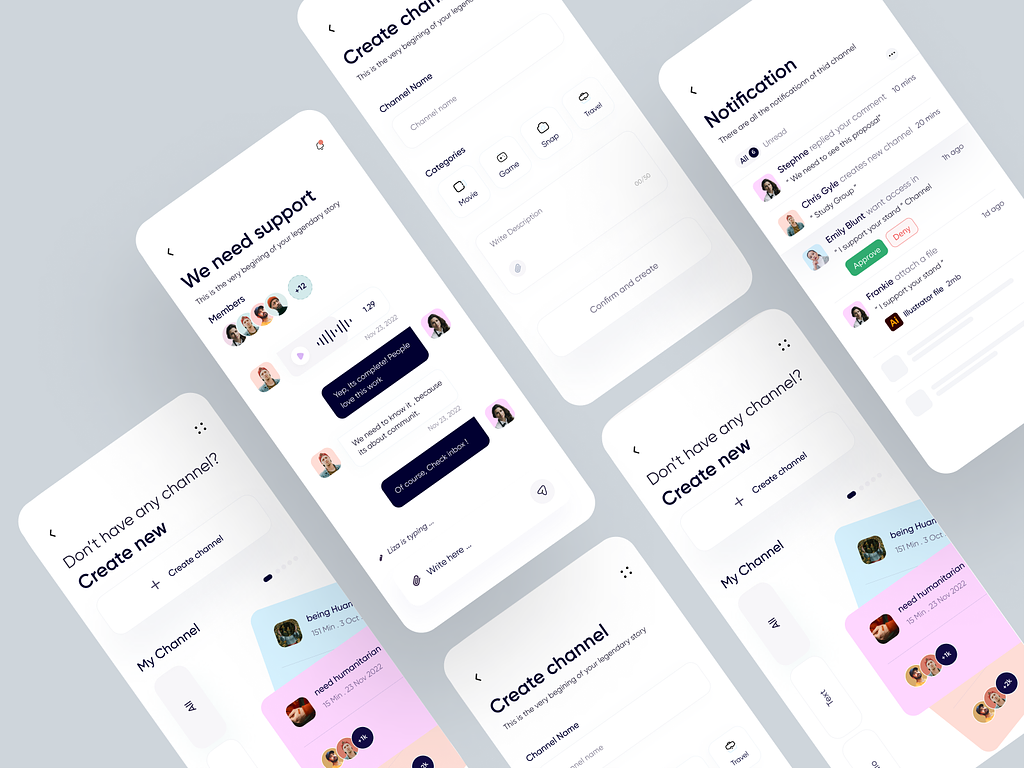 Create chan
This is the very begining of your legend
Channel Name
Channel name
Categories
Movie
Game
Snap
Travel
Write Description
00/50
Confirm and create
Notification
There are all the notificationn of thid channel
All 6
Unread
Stephne replied your comment
10 mins
" We need to see this proposal"
Chris Gyle creates new channel
20 mins
" Study Group "
Emily Blunt want access in
1h ago
" I support your stand " Channel
Approve
Deny
Frankie attach a file
1d ago
" I support your stand "
Ai
Illustrator file 2mb
We need support
This is the very begining of your legendary story
Members
+12
1.29
Nov 23, 2022
Yep, Its complete! People
love this work
We need to know it , because
its about communit.
Nov 23, 2022
Of course, Check inbox !
Liza is typing ...
Write here ...
Don't have any channel?
Create new
Create channel
My Channel
All
being Huan
151 Min . 3 Oct
need humanitarian
15 Min . 23 Nov 2022
+1k
+2k
Create channel
This is the very begining of your legendary story
Channel Name
Channel name
Travel
Don't have any channel?
Create new
Create channel
My Channel
All
Text
being Huan
151 Min . 3 Oct
need humanitarian
15 Min . 23 Nov 2022
+1k
+2k